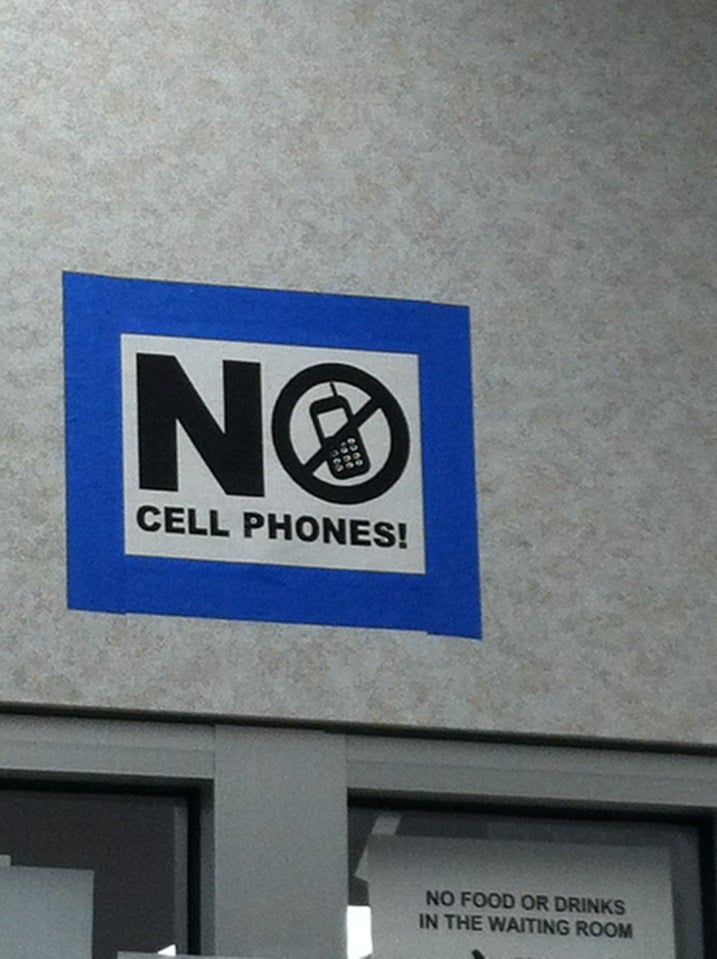 NO
CELL PHONES!
NO FOOD OR DRINKS
IN THE WAITING ROOM